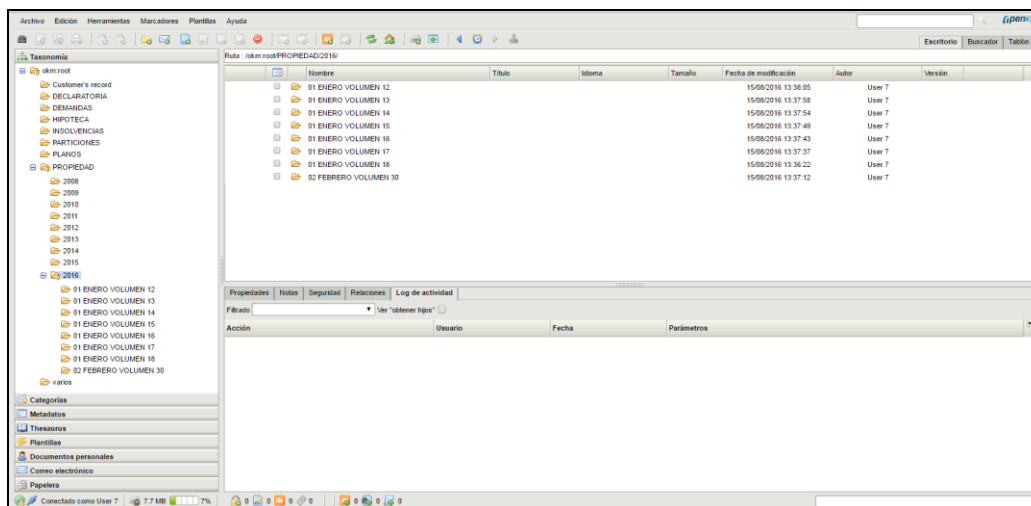 Archivo Edición Herramientas Marcadores Plantillas Ayuda
Escritorio Buscador Tablón
Taxonomía
Ruta : /okm:root/PROPIEDAD/2016/
okm:root
Customer's record
DECLARATORIA
DEMANDAS
HIPOTECA
INSOLVENCIAS
PARTICIONES
PLANOS
PROPIEDAD
2008
2009
2010
2011
2012
2013
2014
2015
2016
01 ENERO VOLUMEN 12
01 ENERO VOLUMEN 13
01 ENERO VOLUMEN 14
01 ENERO VOLUMEN 15
01 ENERO VOLUMEN 16
01 ENERO VOLUMEN 17
01 ENERO VOLUMEN 18
02 FEBRERO VOLUMEN 30
varios
Categorías
Metadatos
Thesaurus
Plantillas
Documentos personales
Correo electrónico
Papelera
Nombre Título Idioma Tamaño Fecha de modificación Autor Versión
01 ENERO VOLUMEN 12 15/08/2016 13:38:05 User 7
01 ENERO VOLUMEN 13 15/08/2016 13:37:58 User 7
01 ENERO VOLUMEN 14 15/08/2016 13:37:54 User 7
01 ENERO VOLUMEN 15 15/08/2016 13:37:49 User 7
01 ENERO VOLUMEN 16 15/08/2016 13:37:43 User 7
01 ENERO VOLUMEN 17 15/08/2016 13:37:37 User 7
01 ENERO VOLUMEN 18 15/08/2016 13:36:22 User 7
02 FEBRERO VOLUMEN 30 15/08/2016 13:37:12 User 7
Propiedades Notas Seguridad Relaciones Log de actividad
Filtrado Ver "obtener hijos"
Acción Usuario Fecha Parámetros
Conectado como User 7 7.7 MB 7% 0 0 0 0 0 0 0